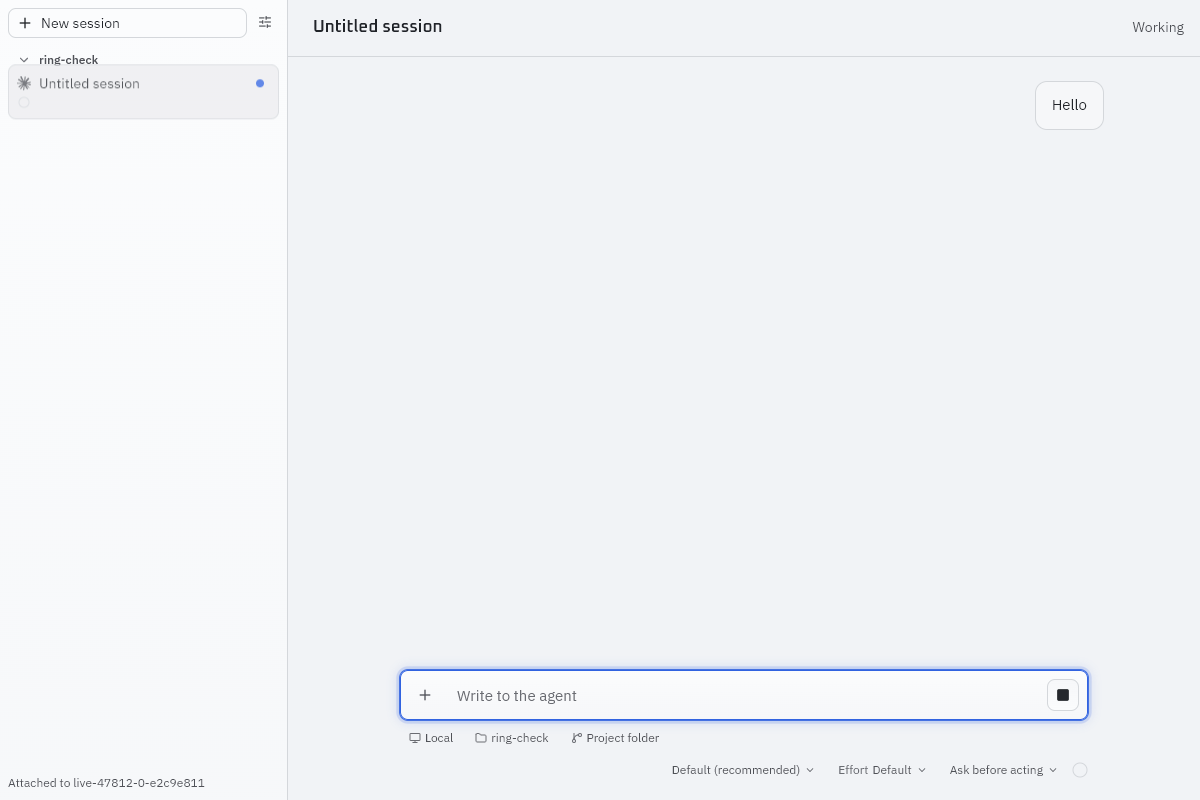 New session
ring-check
Untitled session
Attached to live-47812-0-e2c9e811
Untitled session
Working
Hello
Write to the agent
Local
ring-check
Project folder
Default (recommended)
Effort Default
Ask before acting